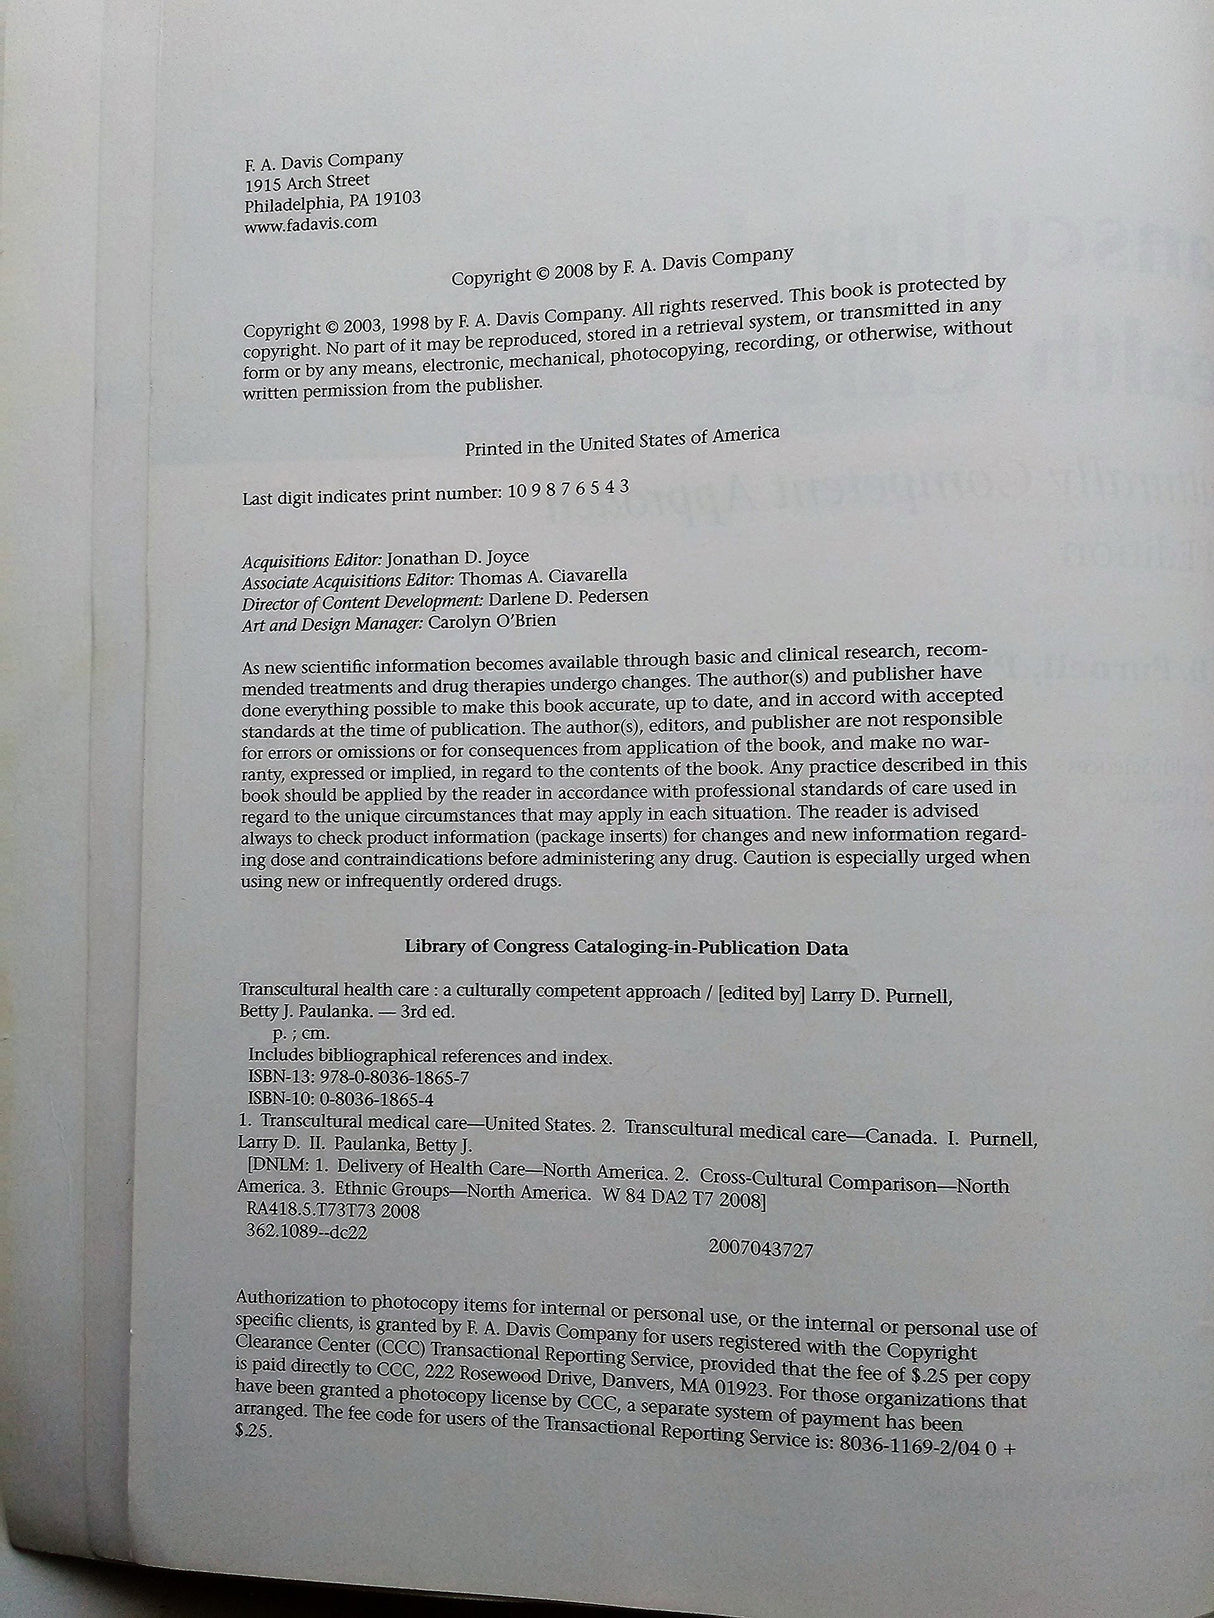 F. A. Davis Company
1915 Arch Street
Philadelphia, PA 19103
www.fadavis.com
Copyright © 2008 by F. A. Davis Company
Copyright © 2003, 1998 by F. A. Davis Company. All rights reserved. This book is protected by
copyright. No part of it may be reproduced, stored in a retrieval system, or transmitted in any
form or by any means, electronic, mechanical, photocopying, recording, or otherwise, without
written permission from the publisher.
Printed in the United States of America
Last digit indicates print number: 10 9 8 7 6 5 4 3
Acquisitions Editor: Jonathan D. Joyce
Associate Acquisitions Editor: Thomas A. Ciavarella
Director of Content Development: Darlene D. Pedersen
Art and Design Manager: Carolyn O'Brien
As new scientific information becomes available through basic and clinical research, recom-
mended treatments and drug therapies undergo changes. The author(s) and publisher have
done everything possible to make this book accurate, up to date, and in accord with accepted
standards at the time of publication. The author(s), editors, and publisher are not responsible
for errors or omissions or for consequences from application of the book, and make no war-
ranty, expressed or implied, in regard to the contents of the book. Any practice described in this
book should be applied by the reader in accordance with professional standards of care used in
regard to the unique circumstances that may apply in each situation. The reader is advised
always to check product information (package inserts) for changes and new information regard-
ing dose and contraindications before administering any drug. Caution is especially urged when
using new or infrequently ordered drugs.
Library of Congress Cataloging-in-Publication Data
Transcultural health care : a culturally competent approach / [edited by] Larry D. Purnell,
Betty J. Paulanka. — 3rd ed.
p. ; cm.
Includes bibliographical references and index.
ISBN-13: 978-0-8036-1865-7
ISBN-10: 0-8036-1865-4
1. Transcultural medical care—United States. 2. Transcultural medical care—Canada. I. Purnell,
Larry D. II. Paulanka, Betty J.
[DNLM: 1. Delivery of Health Care—North America. 2. Cross-Cultural Comparison—North
America. 3. Ethnic Groups—North America. W 84 DA2 T7 2008]
RA418.5.T73T73 2008
362.1089--dc22
2007043727
Authorization to photocopy items for internal or personal use, or the internal or personal use of
specific clients, is granted by F. A. Davis Company for users registered with the Copyright
Clearance Center (CCC) Transactional Reporting Service, provided that the fee of $.25 per copy
is paid directly to CCC, 222 Rosewood Drive, Danvers, MA 01923. For those organizations that
have been granted a photocopy license by CCC, a separate system of payment has been
arranged. The fee code for users of the Transactional Reporting Service is: 8036-1169-2/04 0 +
$.25.